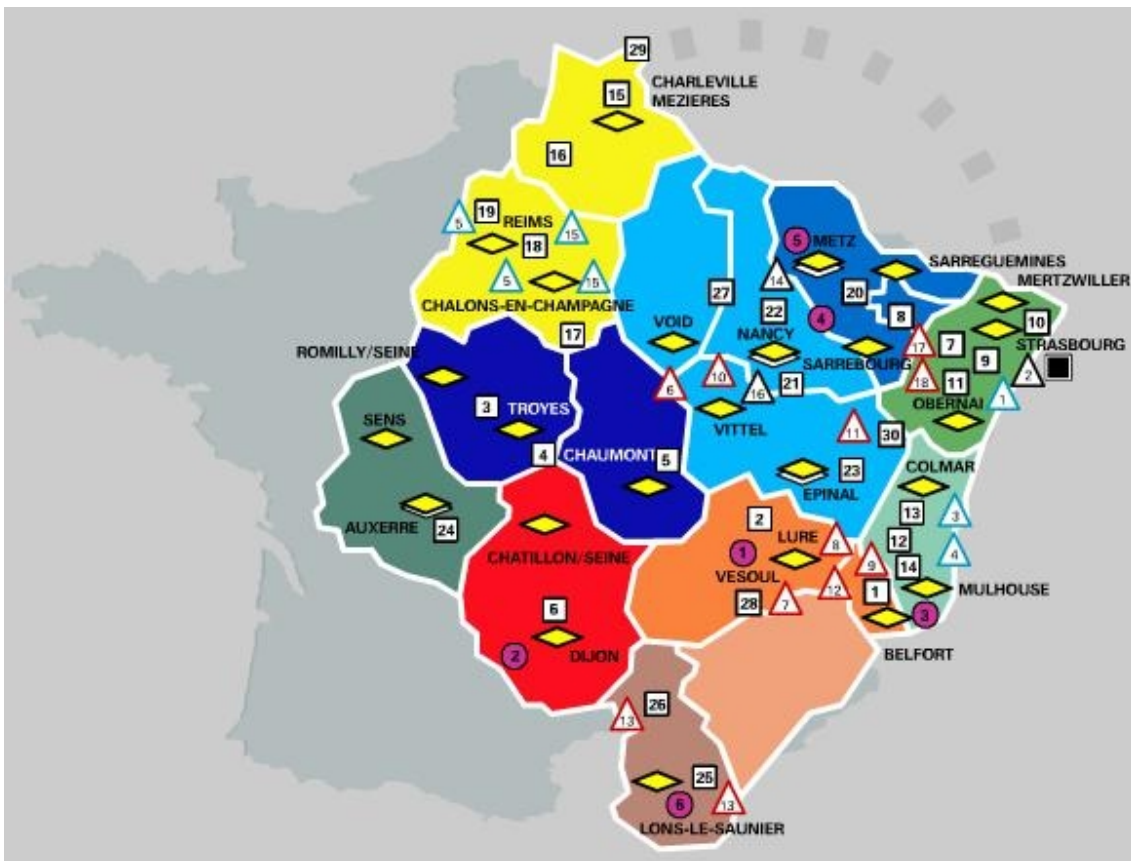 29
CHARLEVILLE
MEZIERES
15
16
19
REIMS
5
18
15
5
15
CHALONS-EN-CHAMPAGNE
17
5
METZ
14
20
27
22
4
8
SARREGUEMINES
MERTZWILLER
10
STRASBOURG
17
7
9
2
VOID
NANCY
SARREBOURG
18
11
OBERNAI
1
ROMILLY/SEINE
6
10
16
21
VITTEL
11
30
3
TROYES
SENS
4
CHAUMONT
5
23
EPINAL
COLMAR
13
3
AUXERRE
24
CHATILLON/SEINE
2
LURE
8
1
VESOUL
12
4
9
14
28
7
12
1
MULHOUSE
3
BELFORT
6
2
DIJON
26
13
25
6
13
LONS-LE-SAUNIER